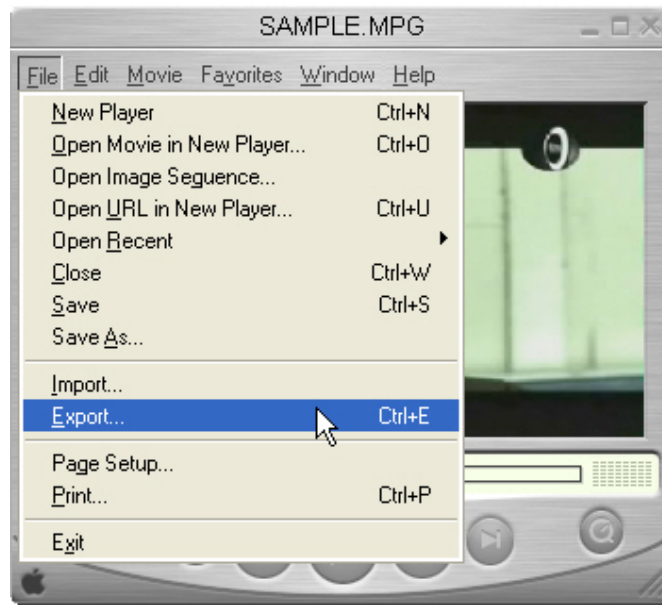 SAMPLE.MPG
File Edit Movie Favorites Window Help
New Player Ctrl+N
Open Movie in New Player... Ctrl+O
Open Image Seguence...
Open URL in New Player... Ctrl+U
Open Recent
Close Ctrl+W
Save Ctrl+S
Save As...
Import...
Export... Ctrl+E
Page Setup...
Print... Ctrl+P
Exit